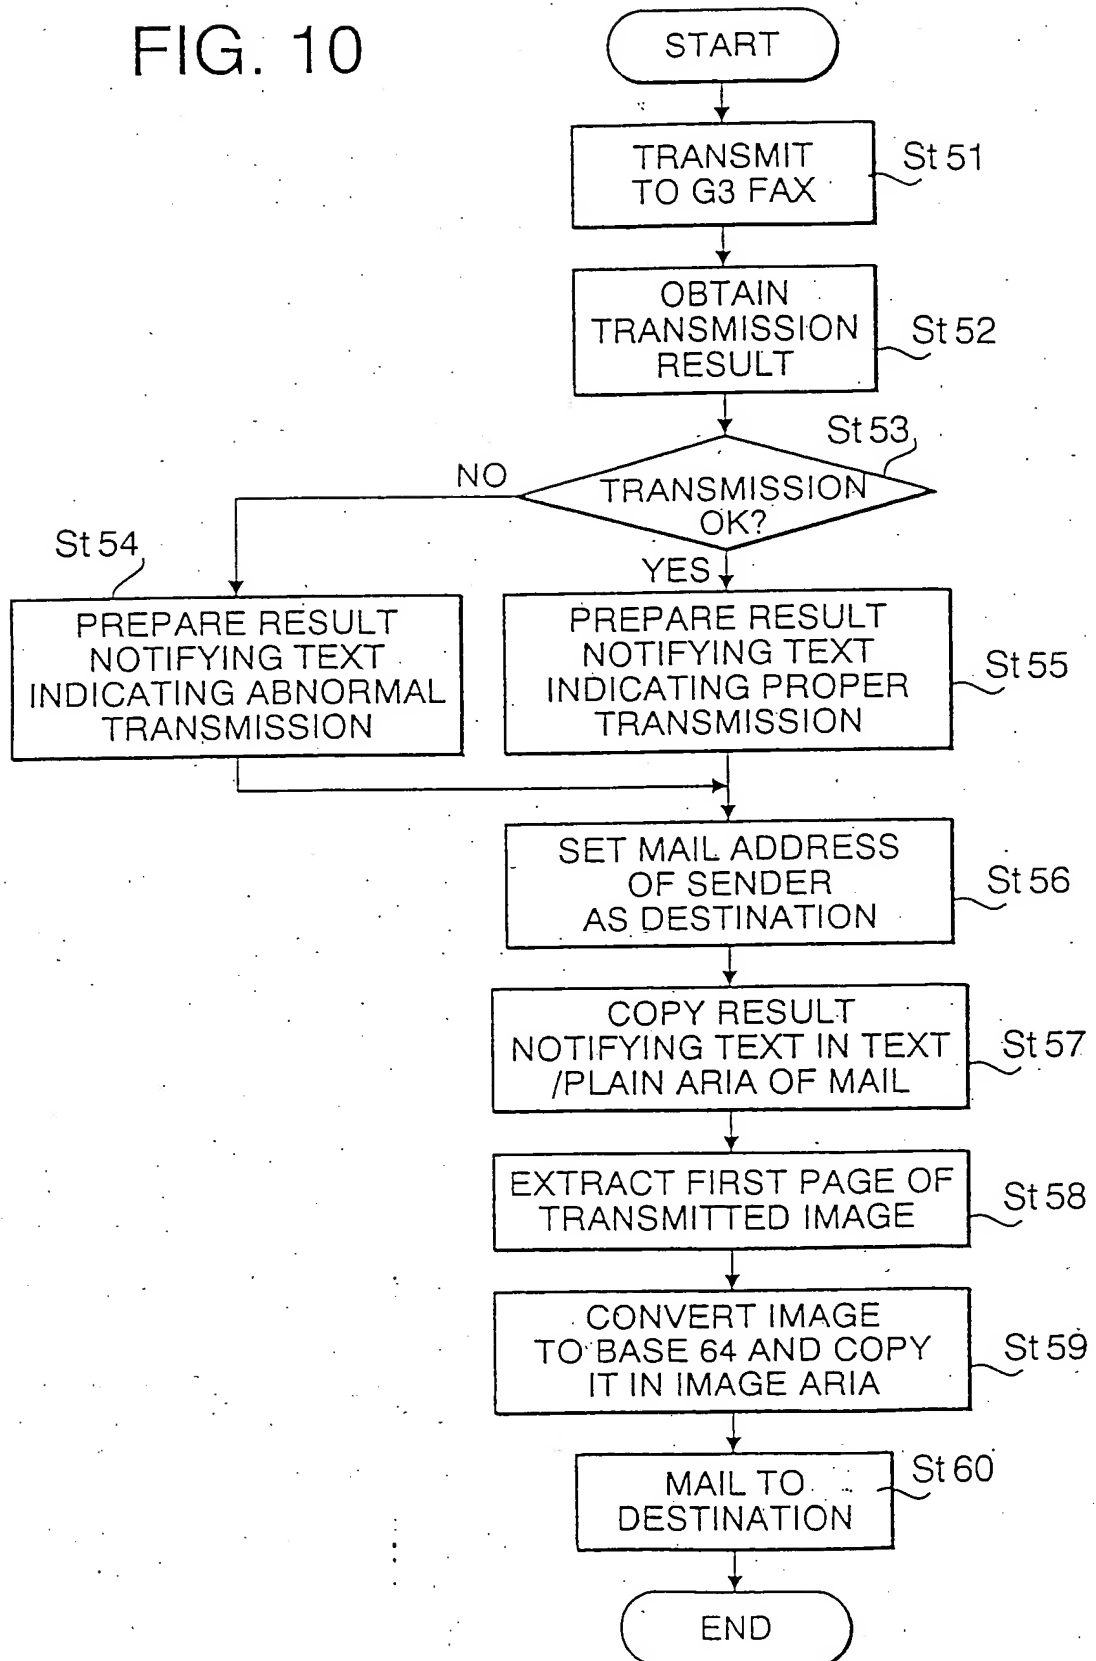 FIG. 10
START
TRANSMIT
TO G3 FAX
St 51
OBTAIN
TRANSMISSION
RESULT
St 52
St 53
NO
TRANSMISSION
OK?
YES
St 54
PREPARE RESULT
NOTIFYING TEXT
INDICATING ABNORMAL
TRANSMISSION
PREPARE RESULT
NOTIFYING TEXT
INDICATING PROPER
TRANSMISSION
St 55
SET MAIL ADDRESS
OF SENDER
AS DESTINATION
St 56
COPY RESULT
NOTIFYING TEXT IN TEXT
/PLAIN ARIA OF MAIL
St 57
EXTRACT FIRST PAGE OF
TRANSMITTED IMAGE
St 58
CONVERT IMAGE
TO BASE 64 AND COPY
IT IN IMAGE ARIA
St 59
MAIL TO
DESTINATION
St 60
END